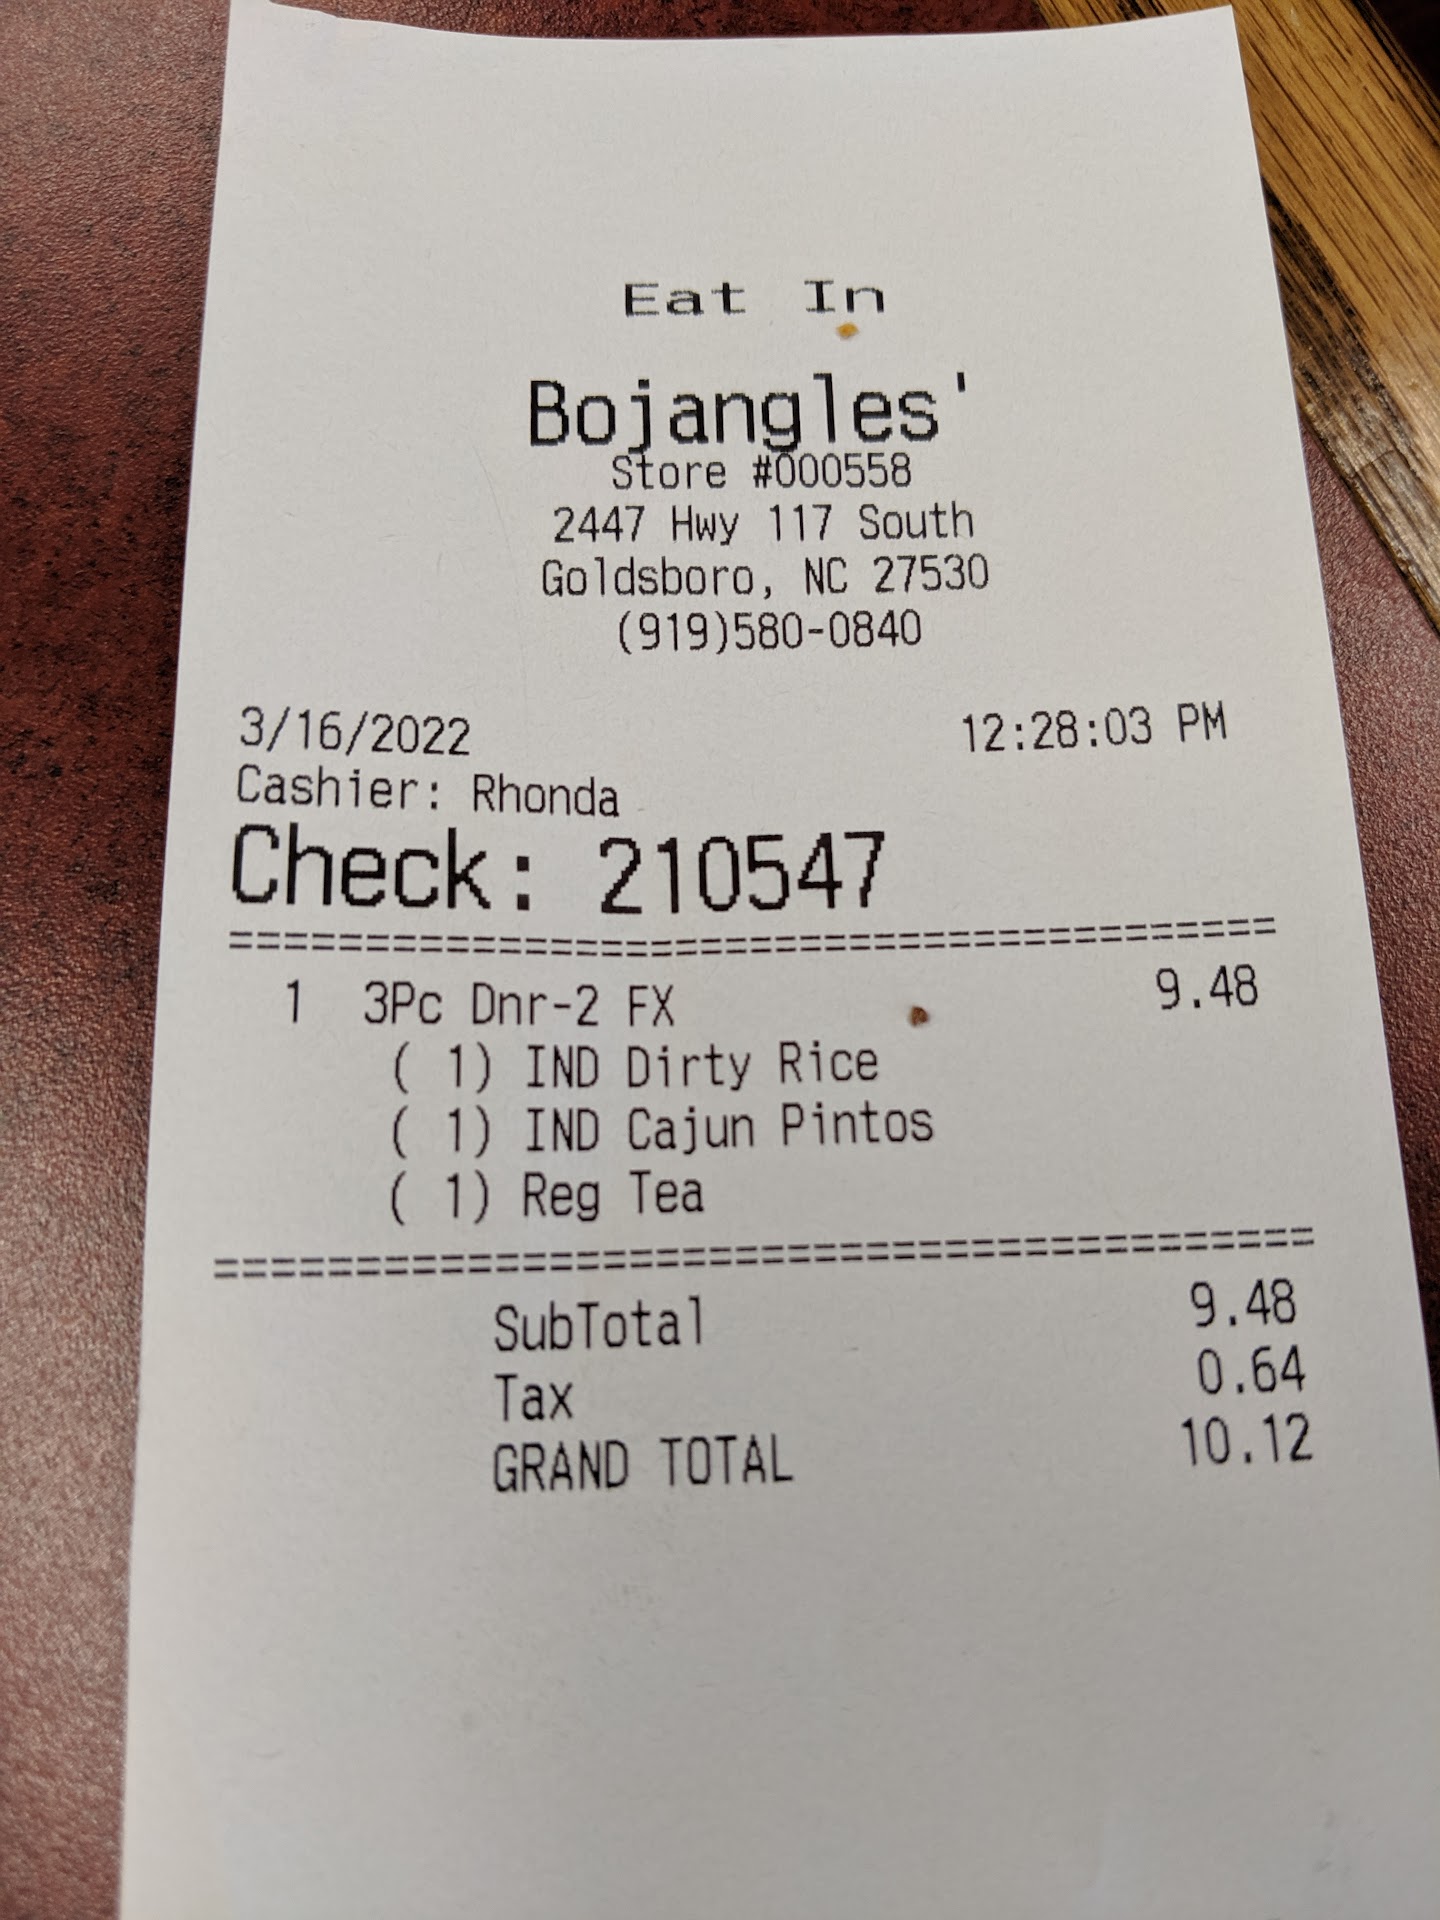 Eat In
Bojangles'
Store #000558
2447 Hwy 117 South
Goldsboro, NC 27530
(919)580-0840
3/16/2022 12:28:03 PM
Cashier: Rhonda
Check: 210547
=======================================
1 3Pc Dnr-2 FX 9.48
( 1) IND Dirty Rice
( 1) IND Cajun Pintos
( 1) Reg Tea
=======================================
SubTotal 9.48
Tax 0.64
GRAND TOTAL 10.12